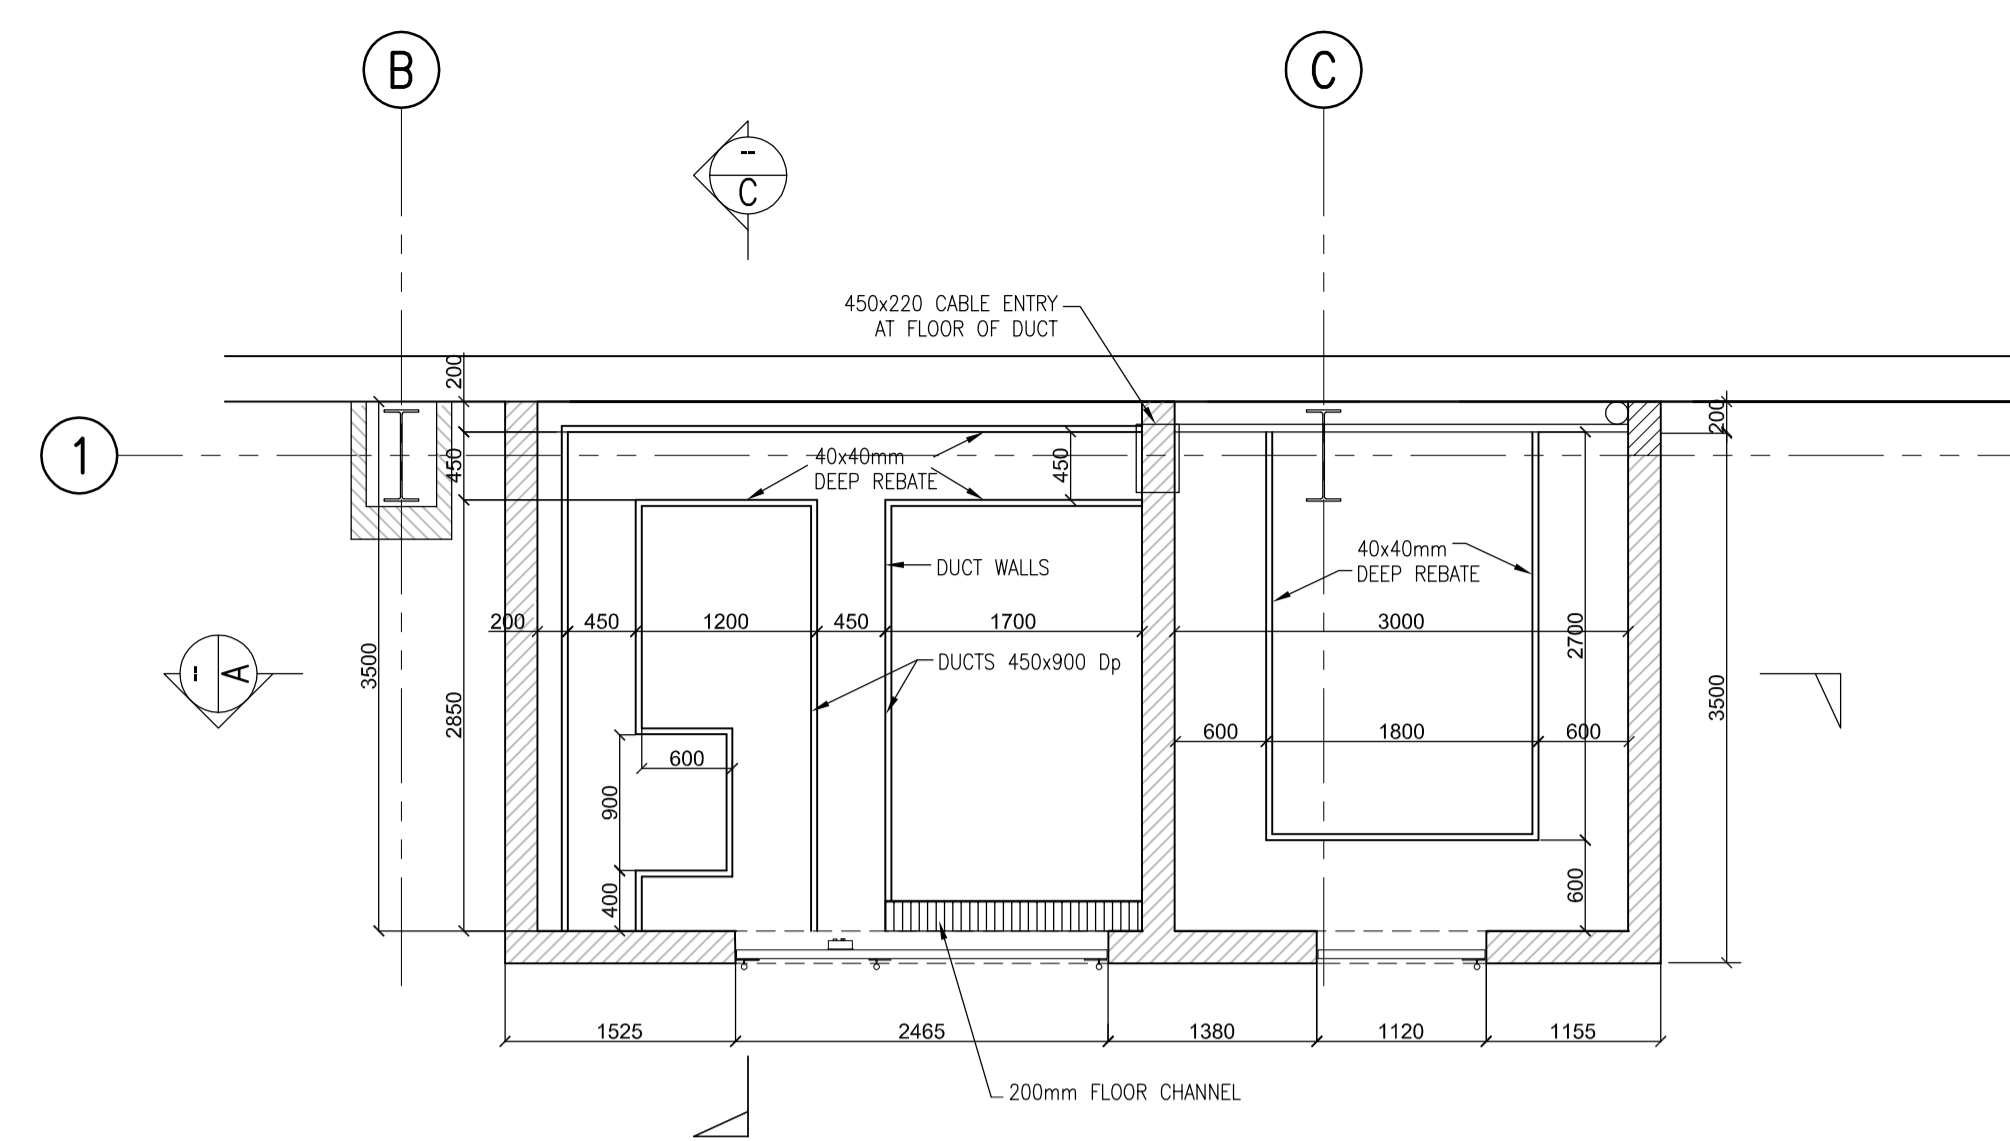 B
C
--
C
450x220 CABLE ENTRY
AT FLOOR OF DUCT
200
200
1
450
40x40mm
DEEP REBATE
450
40x40mm
DEEP REBATE
DUCT WALLS
200
450
1200
450
1700
3000
2700
DUCTS 450x900 Dp
--
A
3500
2850
3500
600
1800
600
600
900
400
600
1525
2465
1380
1120
1155
200mm FLOOR CHANNEL